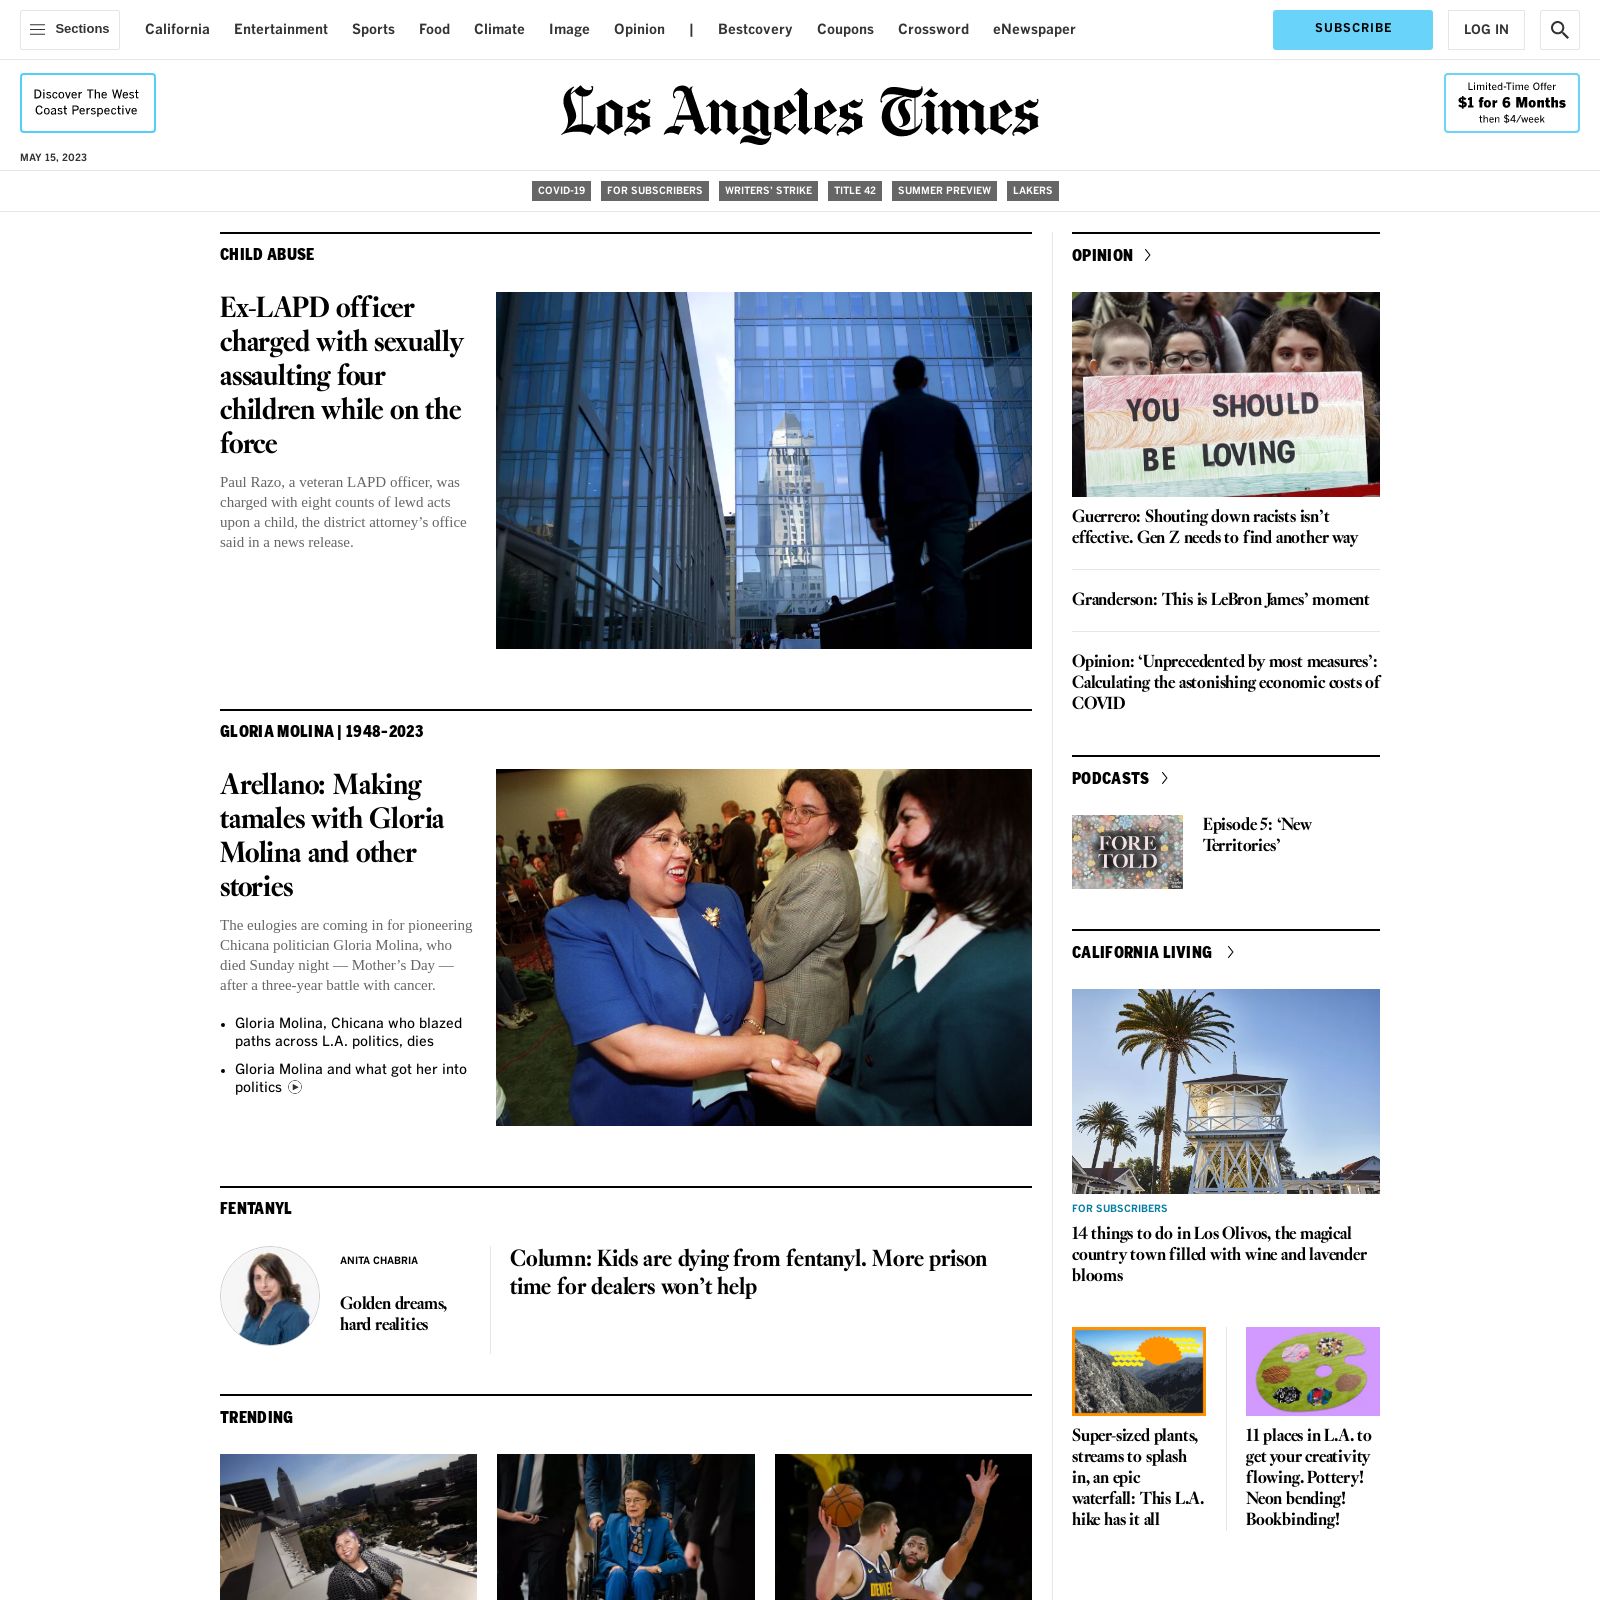 Sections
California
Entertainment
Sports
Food
Climate
Image
Opinion
|
Bestcovery
Coupons
Crossword
eNewspaper
SUBSCRIBE
LOG IN
Discover The West
Coast Perspective
Los Angeles Times
Limited-Time Offer
$1 for 6 Months
then $4/week
MAY 15, 2023
COVID-19
FOR SUBSCRIBERS
WRITERS' STRIKE
TITLE 42
SUMMER PREVIEW
LAKERS
CHILD ABUSE
Ex-LAPD officer
charged with sexually
assaulting four
children while on the
force
Paul Razo, a veteran LAPD officer, was
charged with eight counts of lewd acts
upon a child, the district attorney’s office
said in a news release.
GLORIA MOLINA | 1948-2023
Arellano: Making
tamales with Gloria
Molina and other
stories
The eulogies are coming in for pioneering
Chicana politician Gloria Molina, who
died Sunday night — Mother’s Day —
after a three-year battle with cancer.
• Gloria Molina, Chicana who blazed
paths across L.A. politics, dies
• Gloria Molina and what got her into
politics
FENTANYL
ANITA CHABRIA
Golden dreams,
hard realities
Column: Kids are dying from fentanyl. More prison
time for dealers won’t help
TRENDING
DENVER
OPINION
YOU SHOULD
BE LOVING
Guerrero: Shouting down racists isn’t
effective. Gen Z needs to find another way
Granderson: This is LeBron James’ moment
Opinion: ‘Unprecedented by most measures’:
Calculating the astonishing economic costs of
COVID
PODCASTS
FORE
TOLD
Episode 5: ‘New
Territories’
CALIFORNIA LIVING
FOR SUBSCRIBERS
14 things to do in Los Olivos, the magical
country town filled with wine and lavender
blooms
Super-sized plants,
streams to splash
in, an epic
waterfall: This L.A.
hike has it all
11 places in L.A. to
get your creativity
flowing. Pottery!
Neon bending!
Bookbinding!